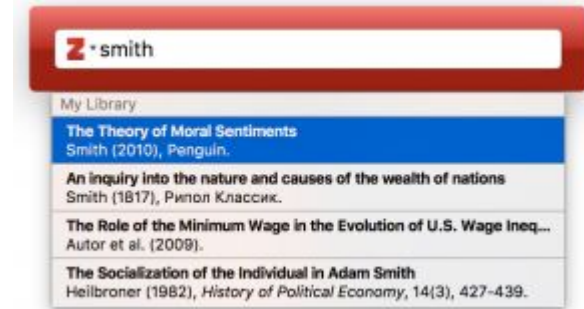 Z smith
My Library
The Theory of Moral Sentiments
Smith (2010), Penguin.
An inquiry into the nature and causes of the wealth of nations
Smith (1817), Рипол Классик.
The Role of the Minimum Wage in the Evolution of U.S. Wage Ineq...
Autor et al. (2009).
The Socialization of the Individual in Adam Smith
Heilbroner (1982), History of Political Economy, 14(3), 427-439.